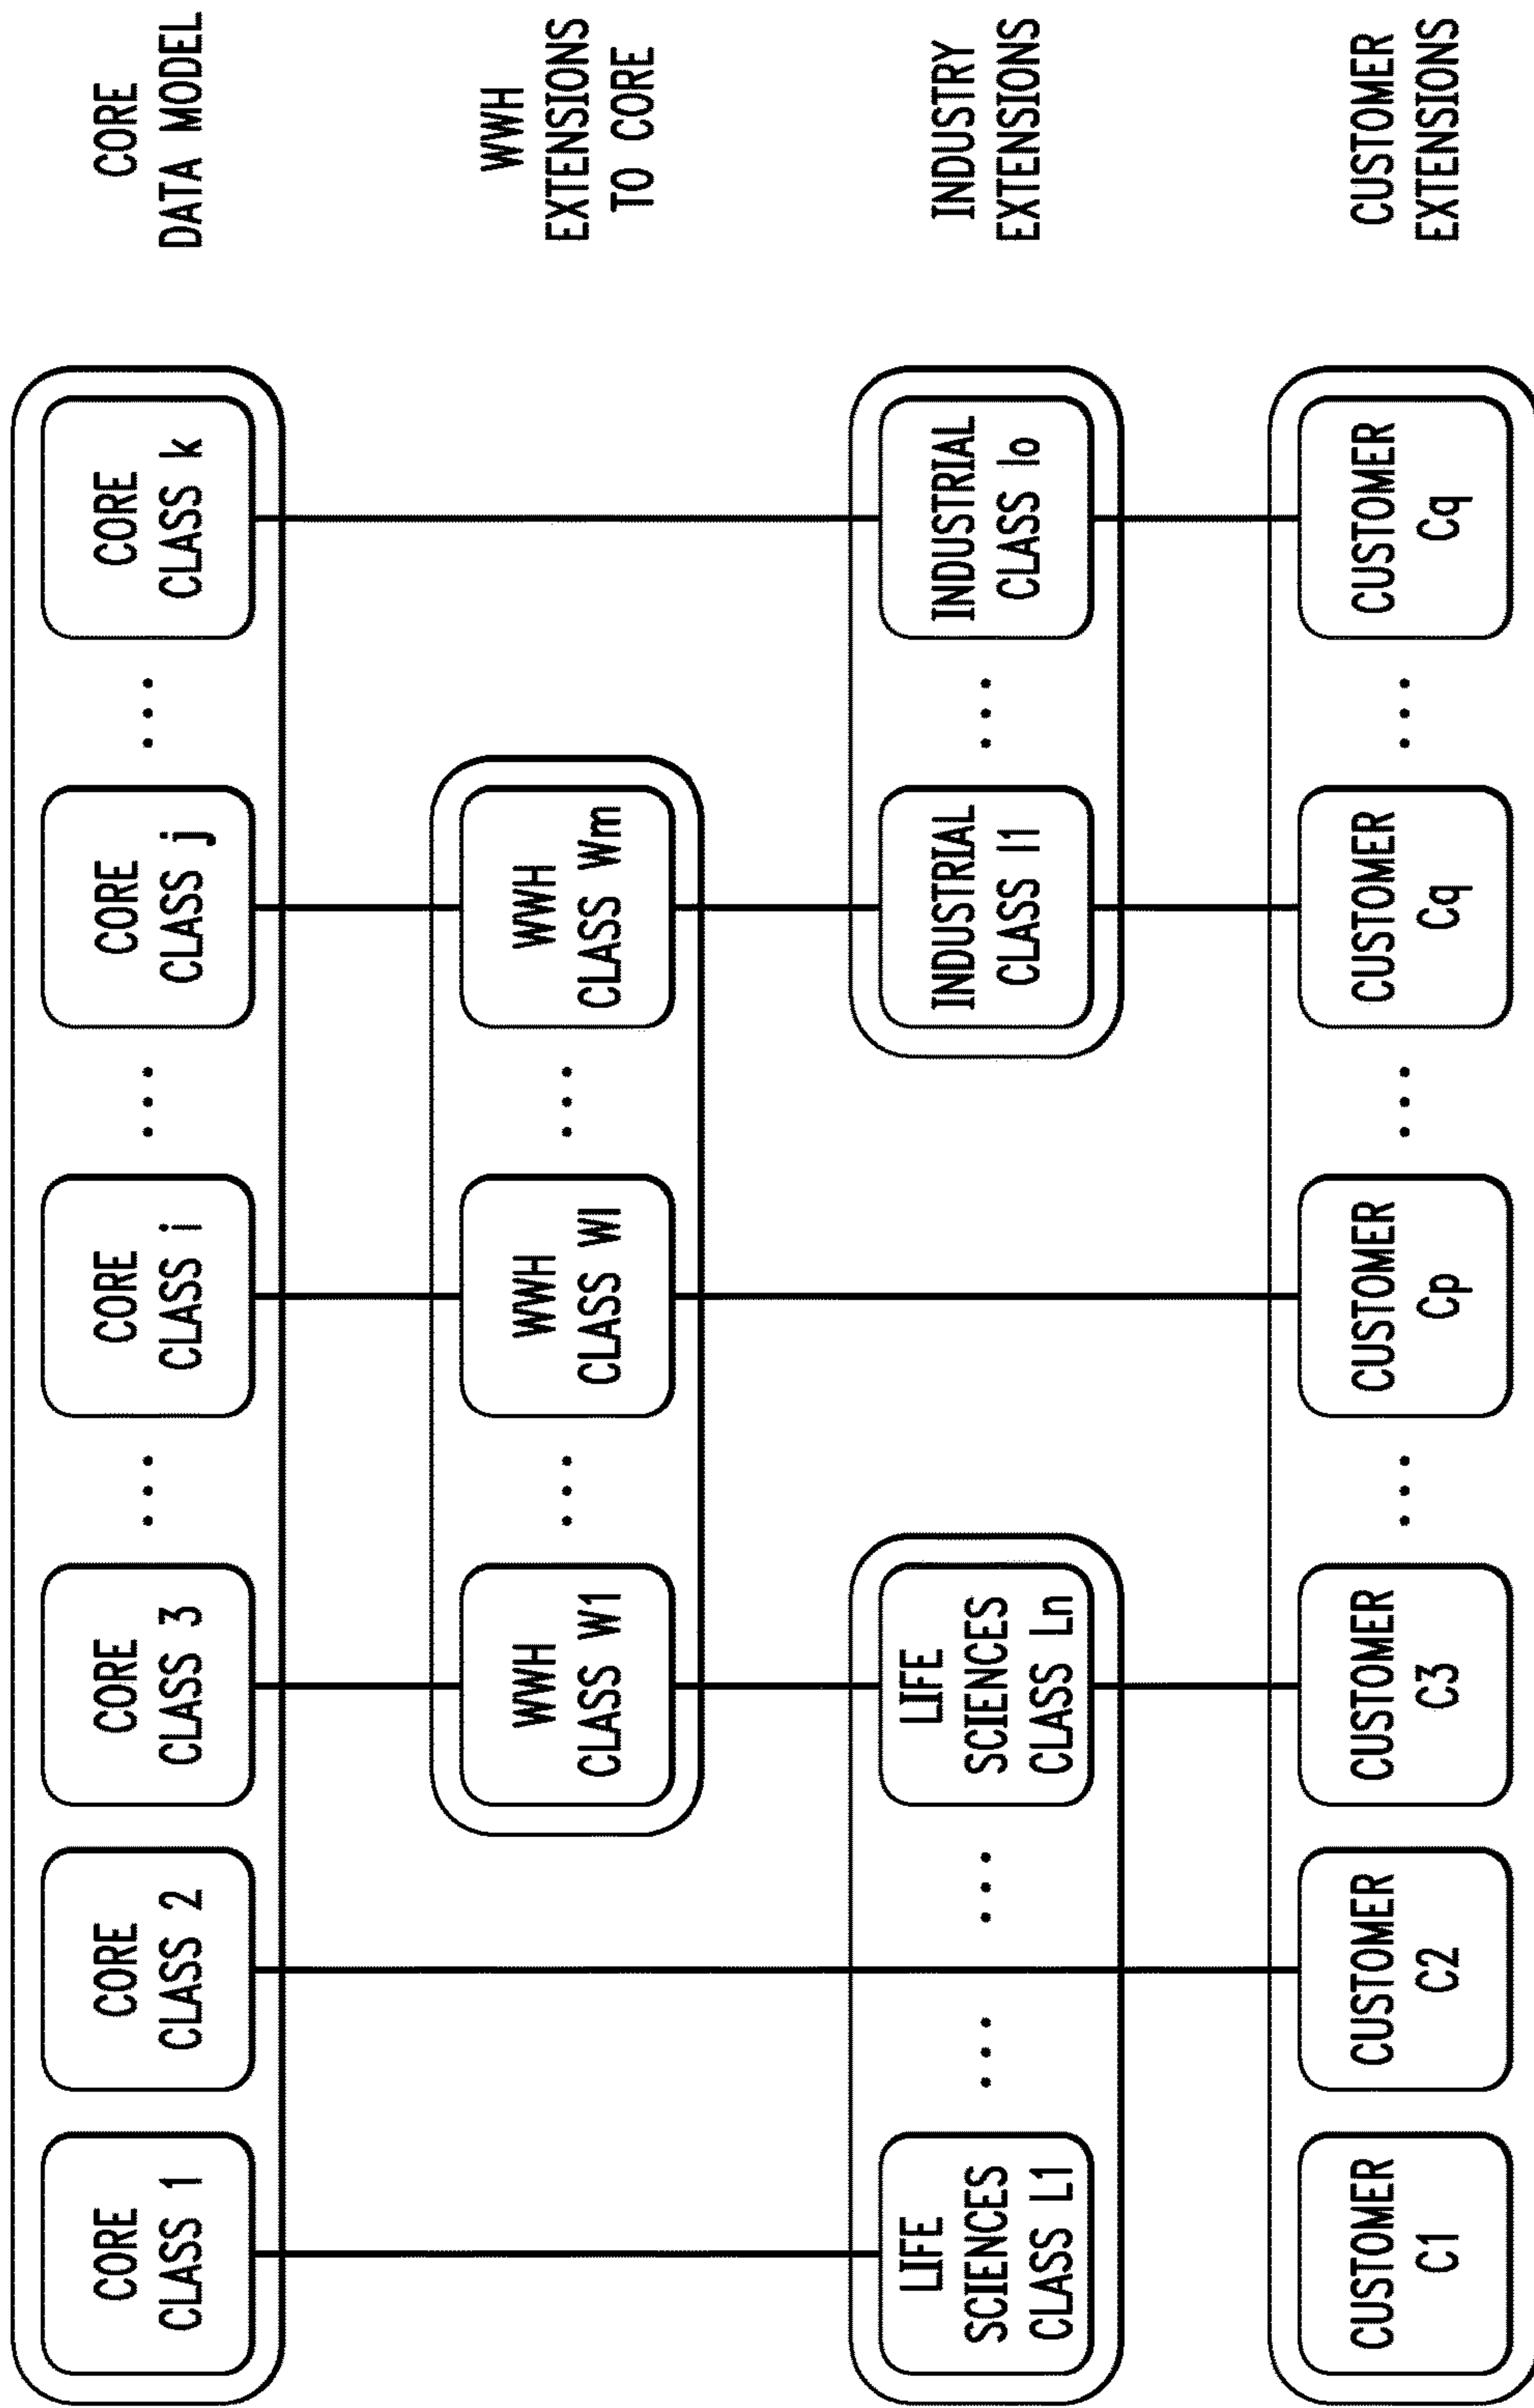 CORE
CLASS 1
CORE
CLASS 2
CORE
CLASS 3
...
CORE
CLASS i
...
CORE
CLASS j
...
CORE
CLASS k
CORE
DATA MODEL
WWH
CLASS W1
...
WWH
CLASS Wl
...
WWH
CLASS Wm
WWH
EXTENSIONS
TO CORE
LIFE
SCIENCES
CLASS L1
...
...
LIFE
SCIENCES
CLASS Ln
INDUSTRIAL
CLASS I1
...
INDUSTRIAL
CLASS Io
INDUSTRY
EXTENSIONS
CUSTOMER
C1
CUSTOMER
C2
CUSTOMER
C3
...
CUSTOMER
Cp
...
CUSTOMER
Cq
...
CUSTOMER
Cq
CUSTOMER
EXTENSIONS